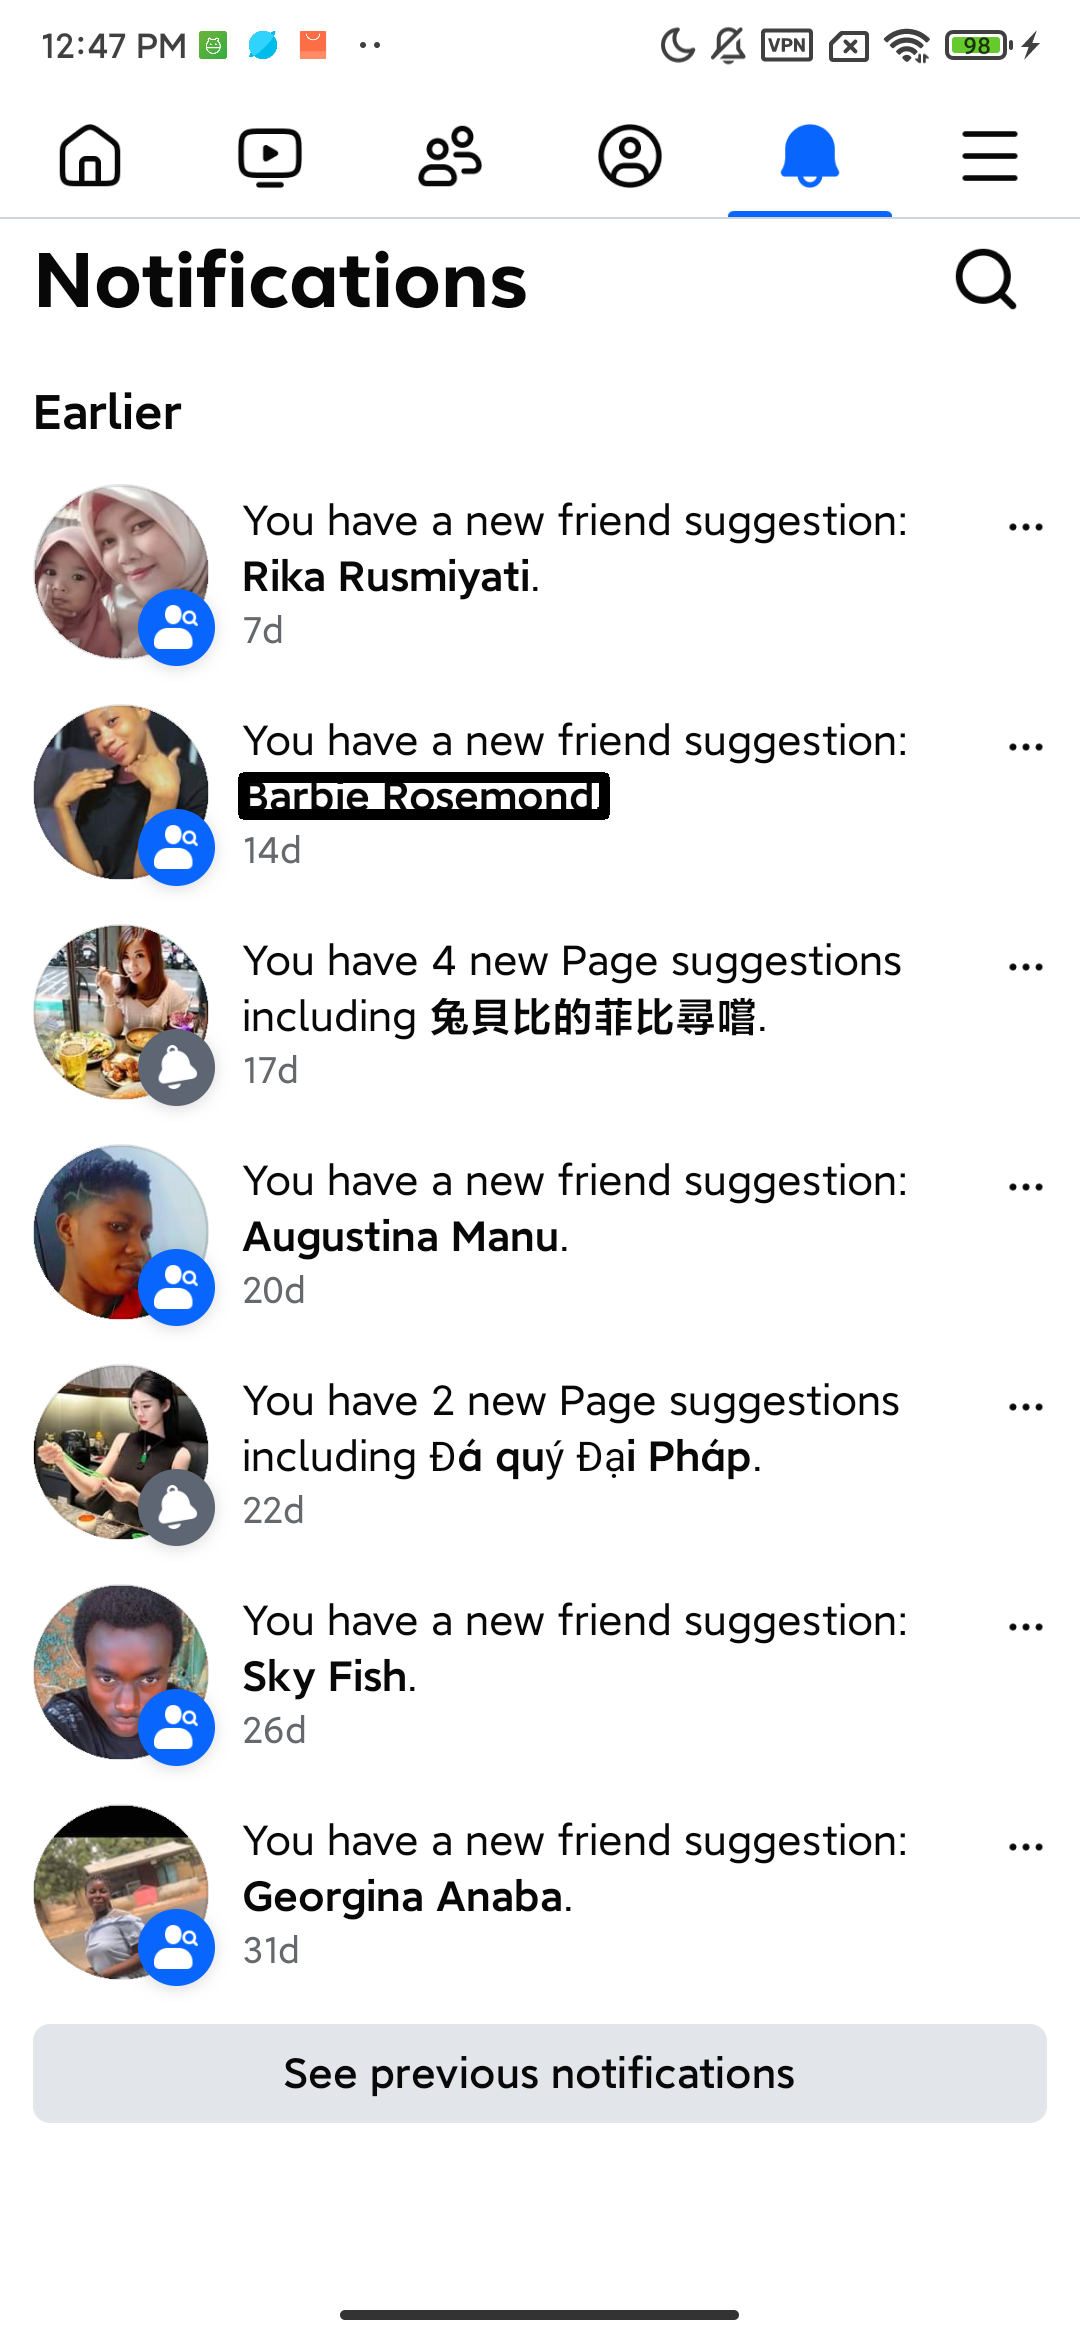 12:47 PM
VPN
98
Notifications
Earlier
You have a new friend suggestion:
Rika Rusmiyati.
7d
You have a new friend suggestion:
Barbie Rosemond.
14d
You have 4 new Page suggestions
including 兔貝比的菲比尋嚐.
17d
You have a new friend suggestion:
Augustina Manu.
20d
You have 2 new Page suggestions
including Đá quý Đại Pháp.
22d
You have a new friend suggestion:
Sky Fish.
26d
You have a new friend suggestion:
Georgina Anaba.
31d
See previous notifications